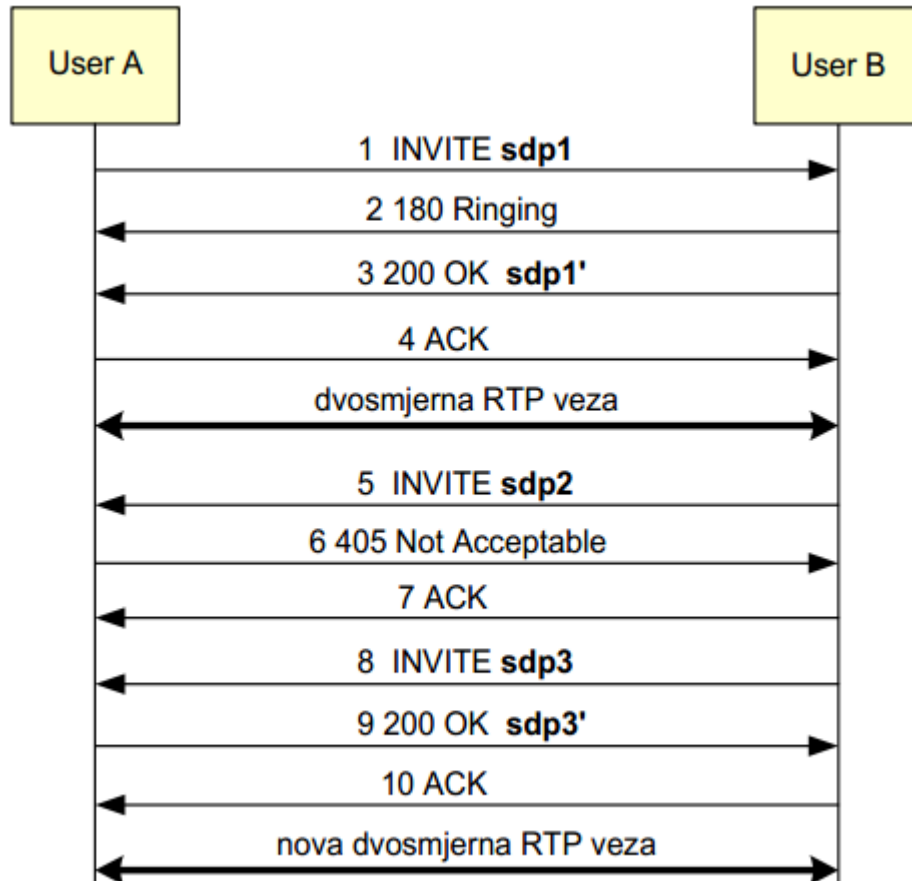 User A
User B
1 INVITE sdp1
2 180 Ringing
3 200 OK sdp1'
4 ACK
dvosmjerna RTP veza
5 INVITE sdp2
6 405 Not Acceptable
7 ACK
8 INVITE sdp3
9 200 OK sdp3'
10 ACK
nova dvosmjerna RTP veza